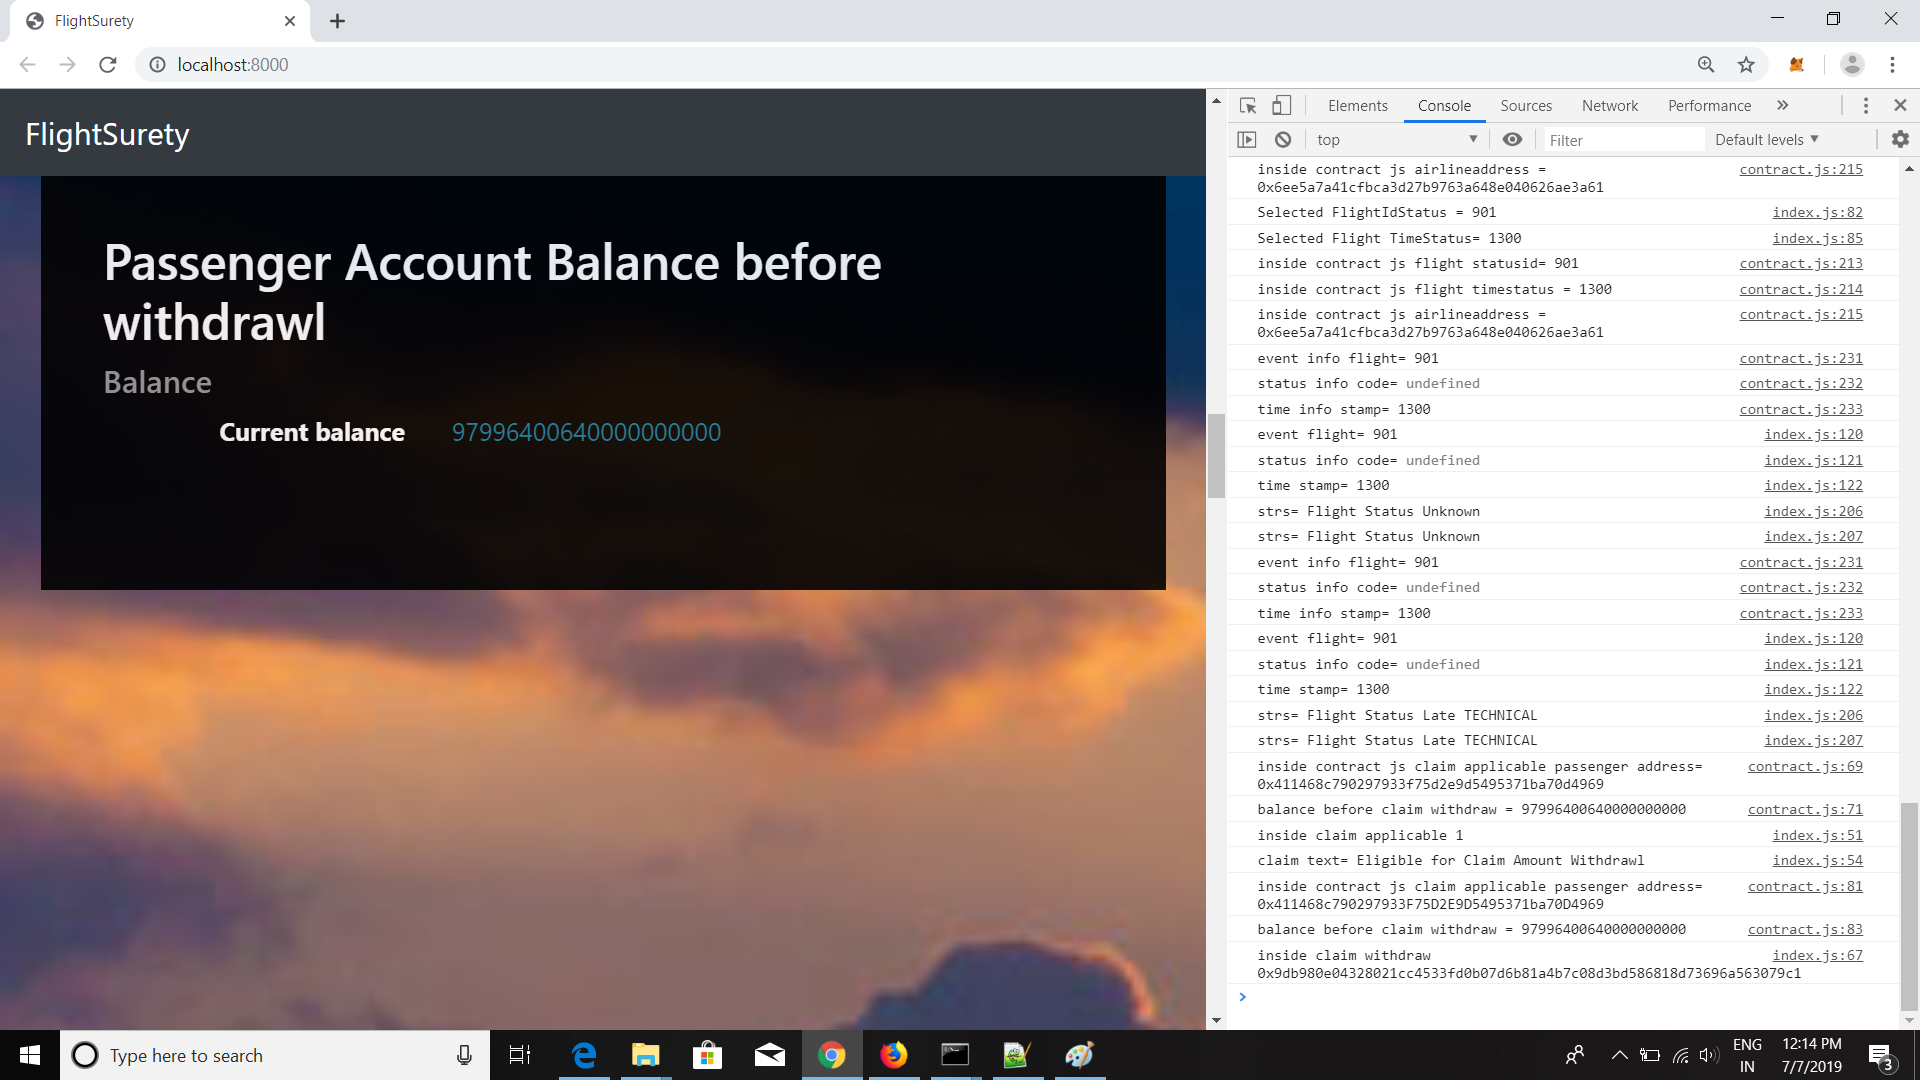 FlightSurety
localhost:8000
FlightSurety
Passenger Account Balance before
withdrawl
Balance
Current balance 97996400640000000000
Elements Console Sources Network Performance
top Filter Default levels
inside contract js airlineaddress = contract.js:215
0x6ee5a7a41cfbca3d27b9763a648e040626ae3a61
Selected FlightIdStatus = 901 index.js:82
Selected Flight TimeStatus= 1300 index.js:85
inside contract js flight statusid= 901 contract.js:213
inside contract js flight timestatus = 1300 contract.js:214
inside contract js airlineaddress = contract.js:215
0x6ee5a7a41cfbca3d27b9763a648e040626ae3a61
event info flight= 901 contract.js:231
status info code= undefined contract.js:232
time info stamp= 1300 contract.js:233
event flight= 901 index.js:120
status info code= undefined index.js:121
time stamp= 1300 index.js:122
strs= Flight Status Unknown index.js:206
strs= Flight Status Unknown index.js:207
event info flight= 901 contract.js:231
status info code= undefined contract.js:232
time info stamp= 1300 contract.js:233
event flight= 901 index.js:120
status info code= undefined index.js:121
time stamp= 1300 index.js:122
strs= Flight Status Late TECHNICAL index.js:206
strs= Flight Status Late TECHNICAL index.js:207
inside contract js claim applicable passenger address= contract.js:69
0x411468c790297933f75d2e9d5495371ba70d4969
balance before claim withdraw = 97996400640000000000 contract.js:71
inside claim applicable 1 index.js:51
claim text= Eligible for Claim Amount Withdrawl index.js:54
inside contract js claim applicable passenger address= contract.js:81
0x411468c790297933F75D2E9D5495371ba70D4969
balance before claim withdraw = 97996400640000000000 contract.js:83
inside claim withdraw index.js:67
0x9db980e04328021cc4533fd0b07d6b81a4b7c08d3bd586818d73696a563079c1
Type here to search
ENG
IN
12:14 PM
7/7/2019
3